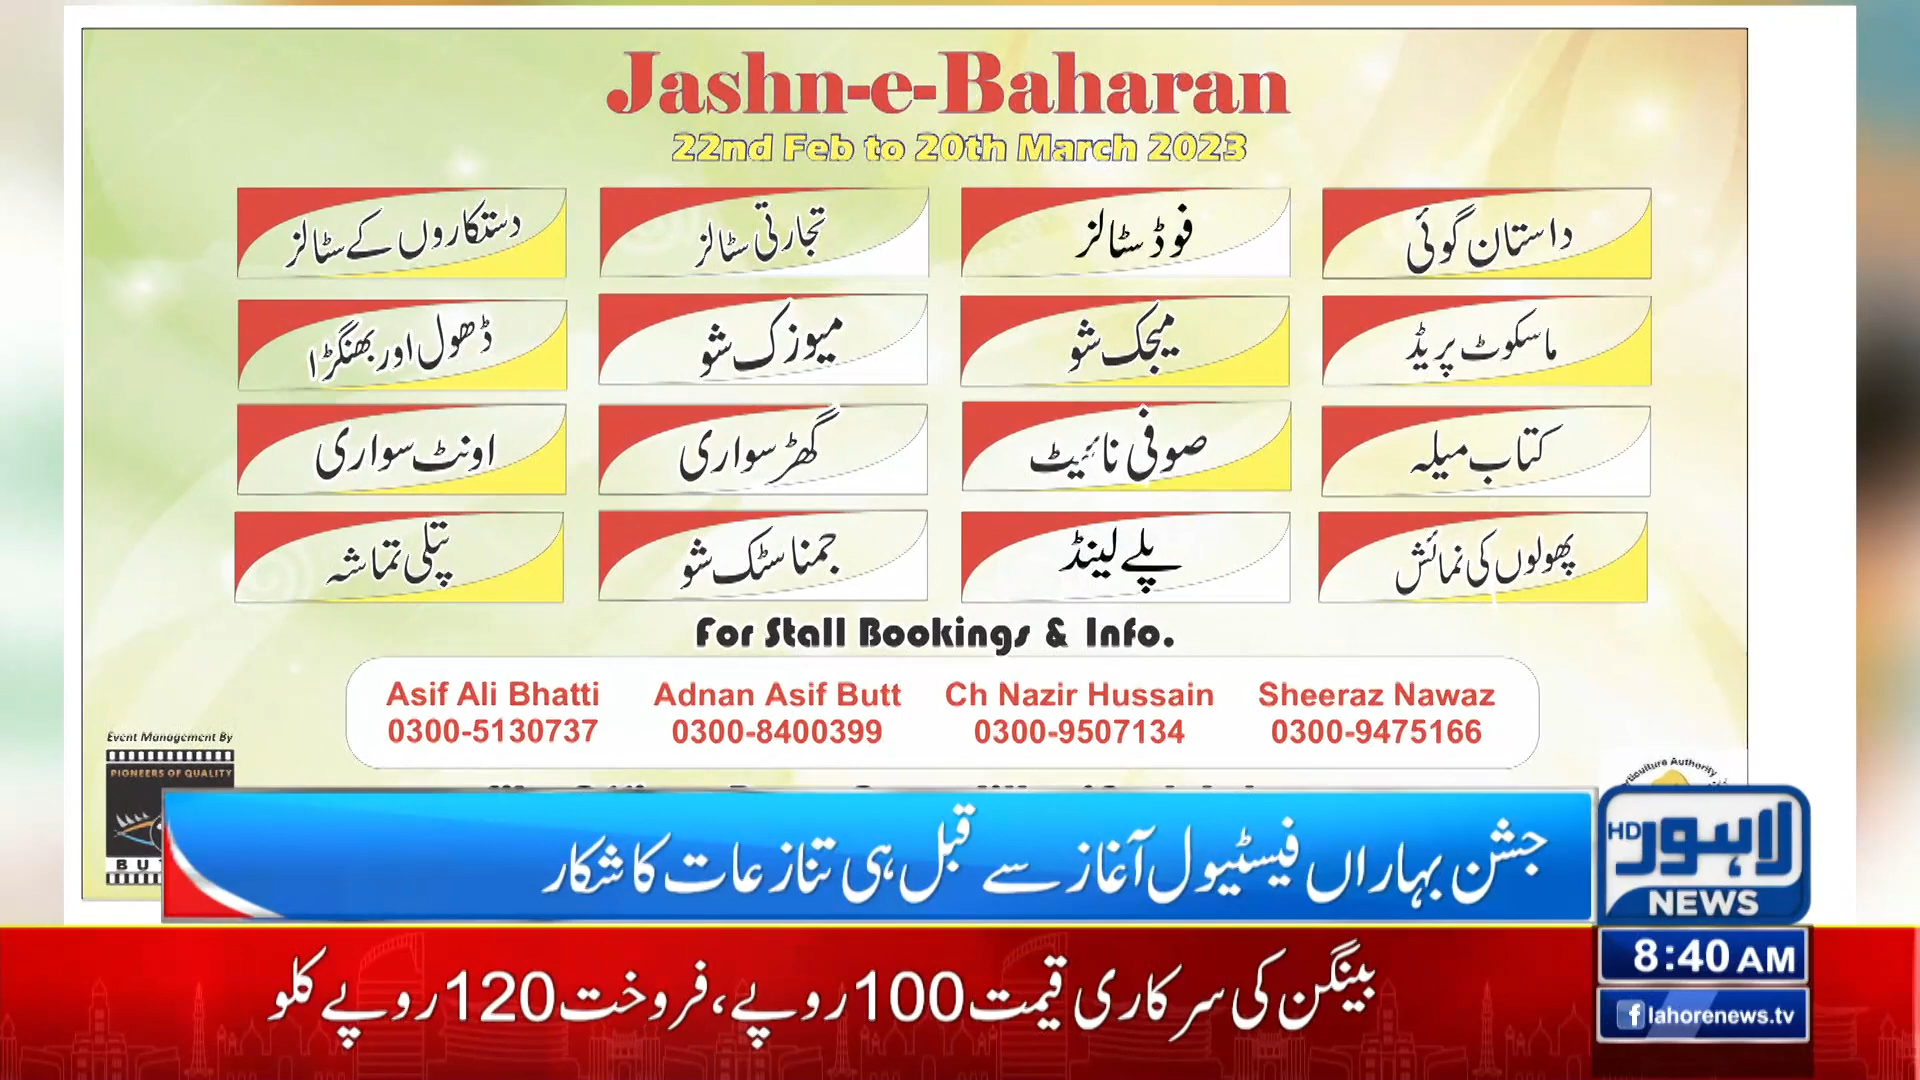 Jashn-e-Baharan
22nd Feb to 20th March 2023
داستان گوئی
فوڈ سٹالز
تجارتی سٹالز
دستکاروں کے سٹالز
ماسکوٹ پریڈ
میجک شو
میوزک شو
ڈھول اور بھنگڑا
کتاب میلہ
صوفی نائیٹ
گھڑ سواری
اونٹ سواری
پھولوں کی نمائش
پلے لینڈ
جمناسٹک شو
پتلی تماشہ
For Stall Bookings & Info.
Asif Ali Bhatti
0300-5130737
Adnan Asif Butt
0300-8400399
Ch Nazir Hussain
0300-9507134
Sheeraz Nawaz
0300-9475166
Event Management By
PIONEERS OF QUALITY
Authority
جشن بہاراں فیسٹیول آغاز سے قبل ہی تنازعات کا شکار
لاہور HD
NEWS
8:40 AM
lahorenews.tv
بینگن کی سرکاری قیمت 100 روپے، فروخت 120 روپے کلو